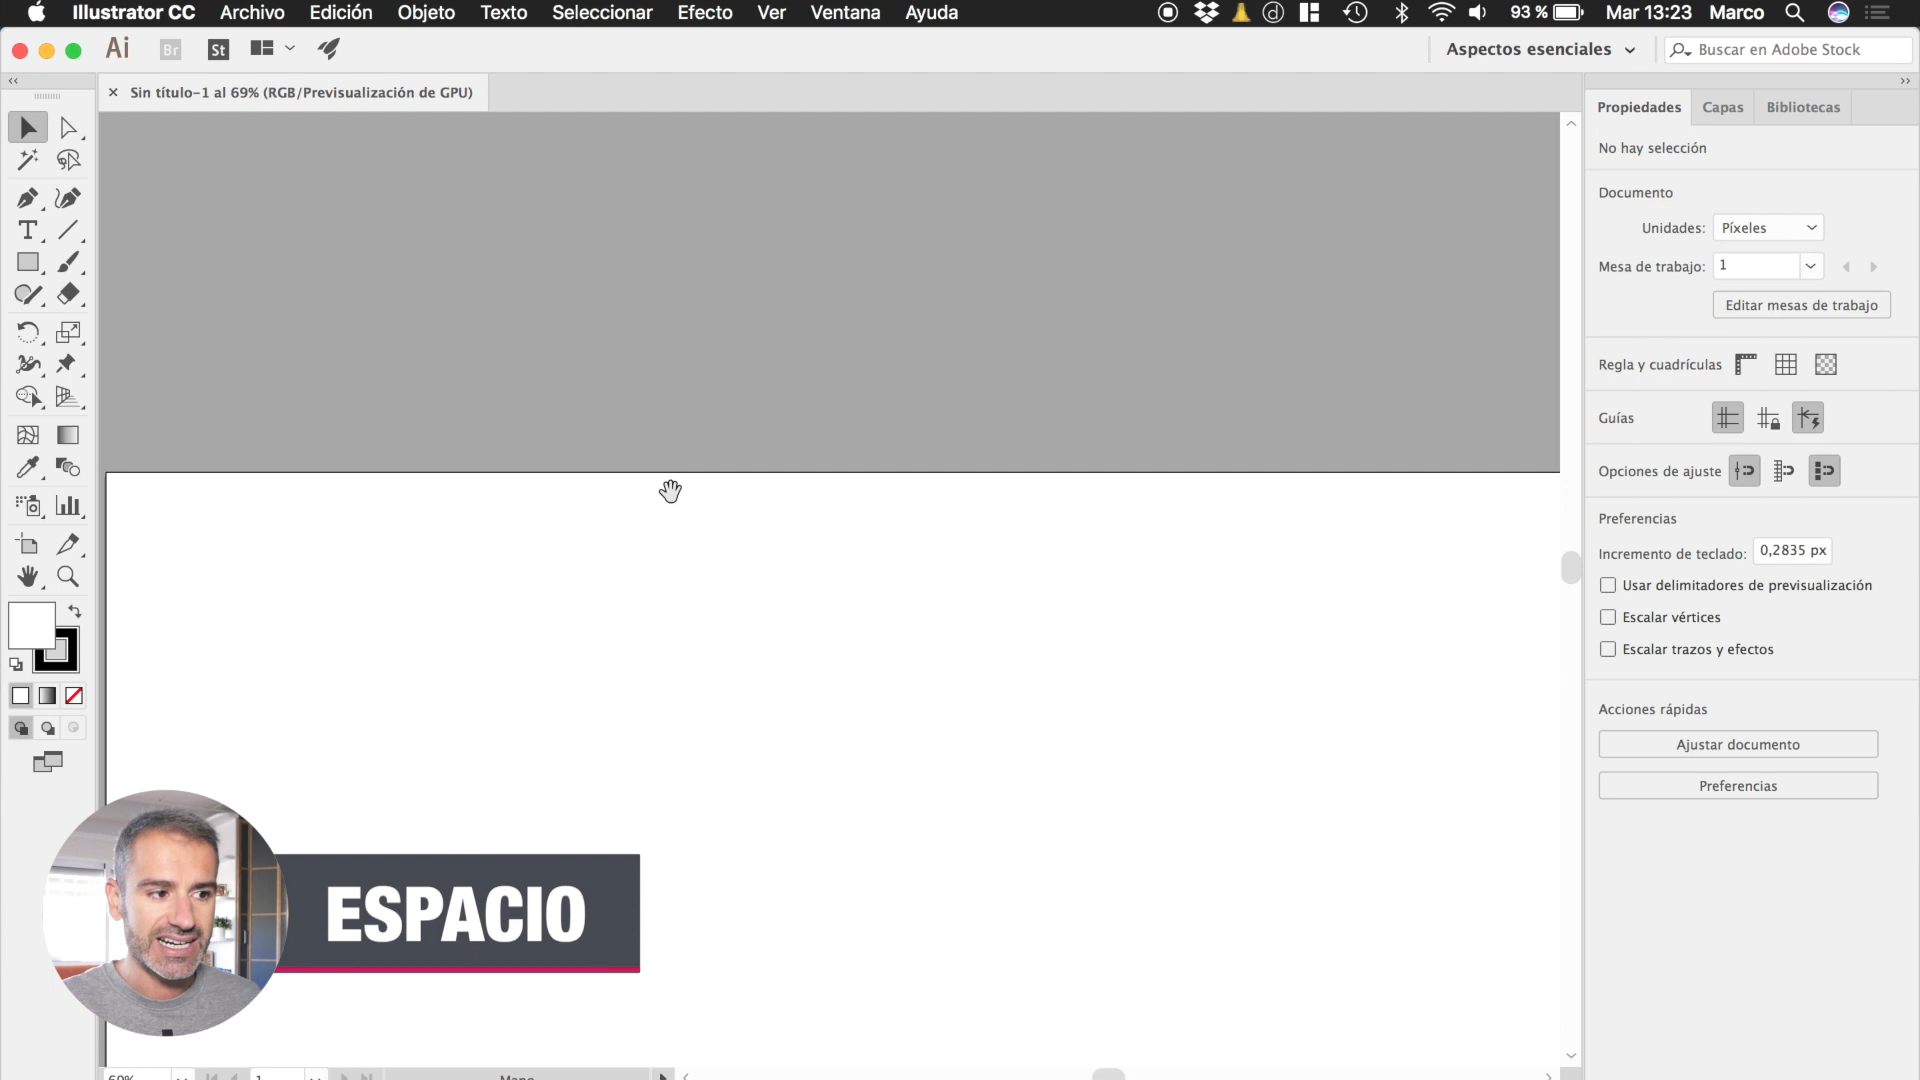 Illustrator CC Archivo Edición Objeto Texto Seleccionar Efecto Ver Ventana Ayuda 93 % Mar 13:23 Marco
Ai Br St Aspectos esenciales Buscar en Adobe Stock
Sin título-1 al 69% (RGB/Previsualización de GPU)
Propiedades Capas Bibliotecas
No hay selección
Documento
Unidades: Píxeles
Mesa de trabajo: 1
Editar mesas de trabajo
Regla y cuadrículas
Guías
Opciones de ajuste
Preferencias
Incremento de teclado: 0,2835 px
Usar delimitadores de previsualización
Escalar vértices
Escalar trazos y efectos
Acciones rápidas
Ajustar documento
Preferencias
ESPACIO
69% 1 Mano